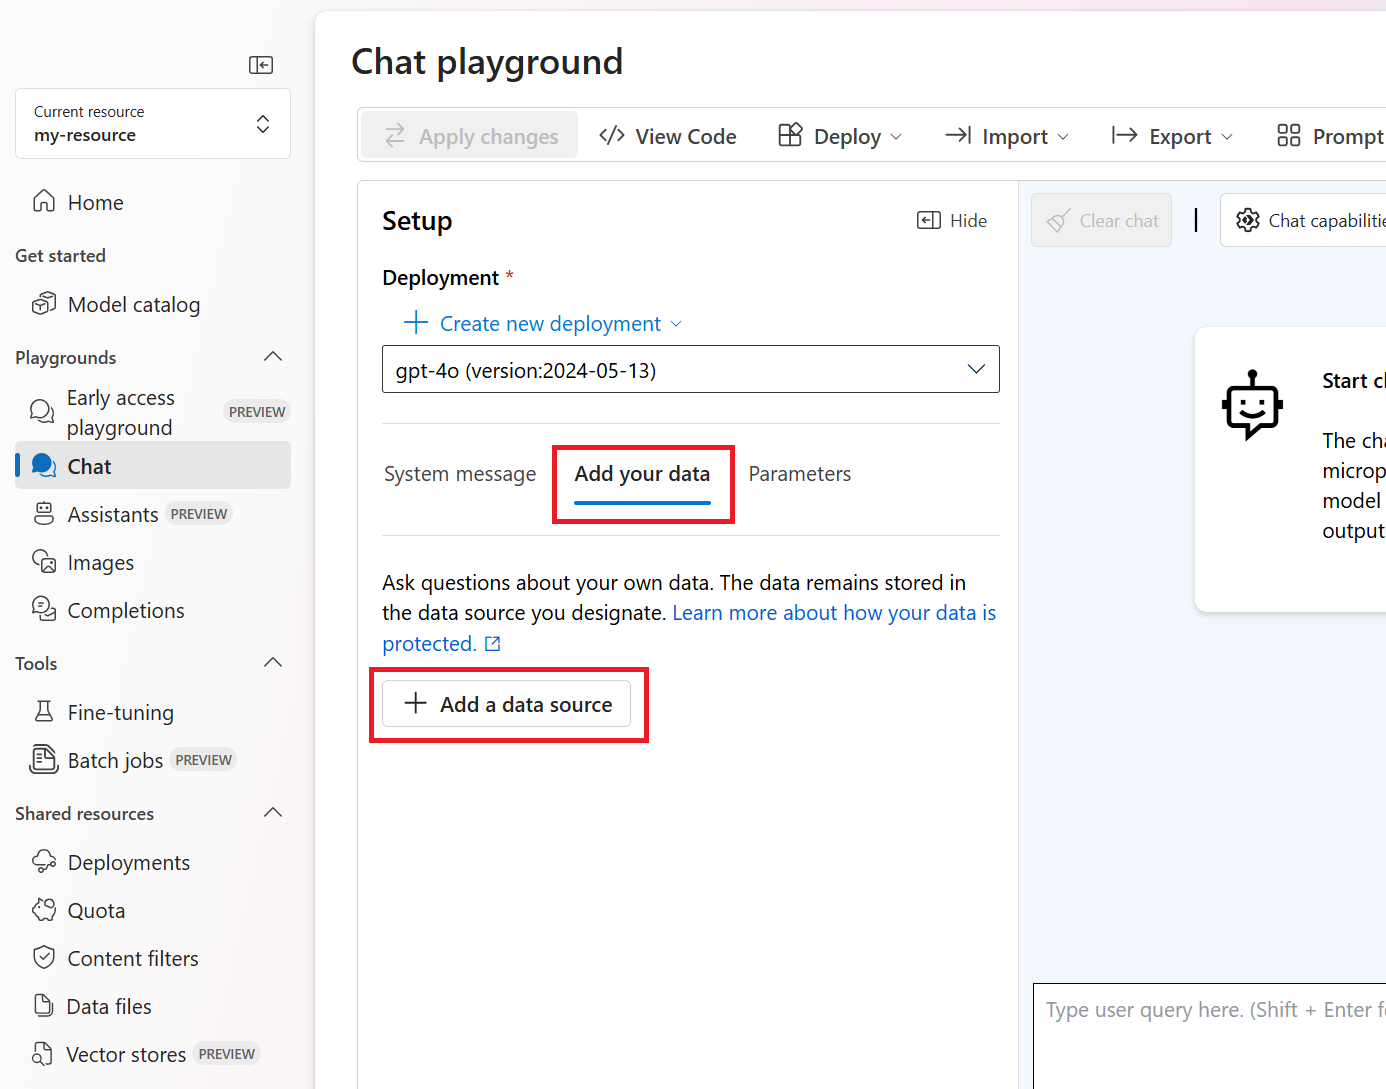 Current resource
my-resource
Home
Get started
Model catalog
Playgrounds
Early access
playground
PREVIEW
Chat
Assistants PREVIEW
Images
Completions
Tools
Fine-tuning
Batch jobs PREVIEW
Shared resources
Deployments
Quota
Content filters
Data files
Vector stores PREVIEW
Chat playground
Apply changes
View Code
Deploy
Import
Export
Prompt
Setup
Hide
Deployment *
Create new deployment
gpt-4o (version:2024-05-13)
System message
Add your data
Parameters
Ask questions about your own data. The data remains stored in
the data source you designate. Learn more about how your data is
protected.
Add a data source
Clear chat
Chat capabilitie
Start
The cha
microp
model
output
Type user query here. (Shift + Enter